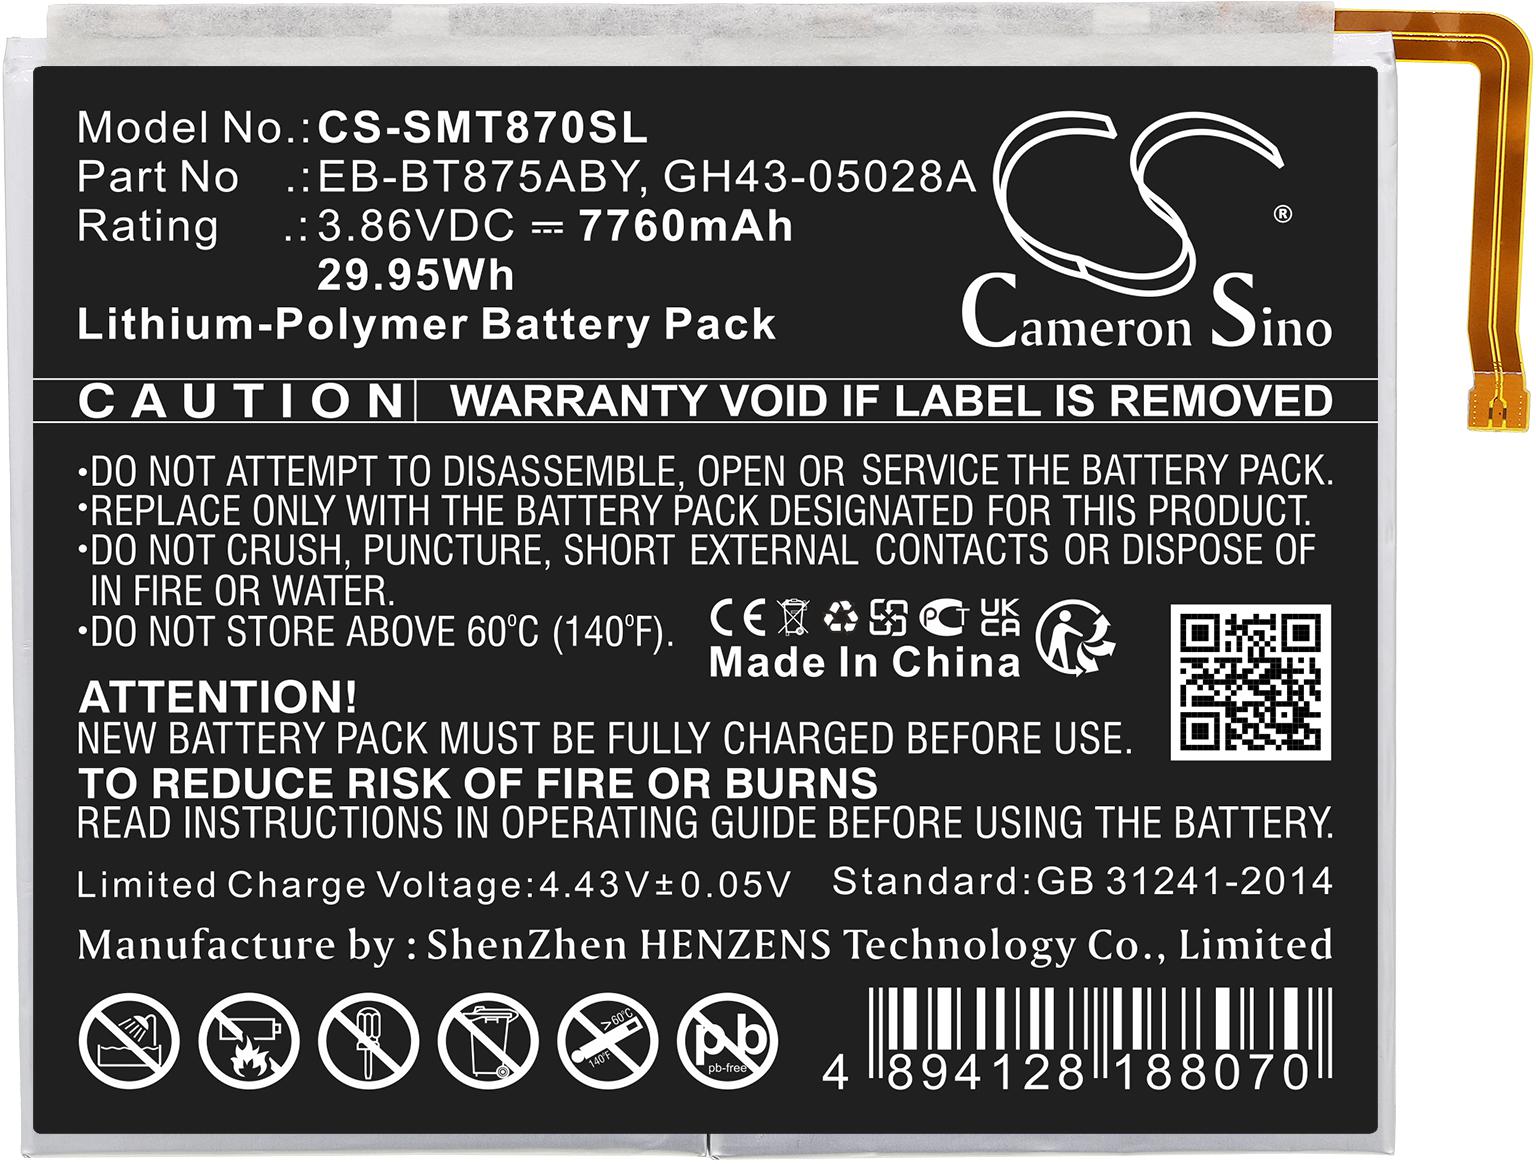 Model No.:CS-SMT870SL
Part No .:EB-BT875ABY, GH43-05028A
Rating .:3.86VDC ⎓ 7760mAh
29.95Wh
Lithium-Polymer Battery Pack
CS
®
Cameron Sino
CAUTION WARRANTY VOID IF LABEL IS REMOVED
•DO NOT ATTEMPT TO DISASSEMBLE, OPEN OR SERVICE THE BATTERY PACK.
•REPLACE ONLY WITH THE BATTERY PACK DESIGNATED FOR THIS PRODUCT.
•DO NOT CRUSH, PUNCTURE, SHORT EXTERNAL CONTACTS OR DISPOSE OF
IN FIRE OR WATER.
•DO NOT STORE ABOVE 60°C (140°F).
CE PCT UK CA
Made In China
ATTENTION!
NEW BATTERY PACK MUST BE FULLY CHARGED BEFORE USE.
TO REDUCE RISK OF FIRE OR BURNS
READ INSTRUCTIONS IN OPERATING GUIDE BEFORE USING THE BATTERY.
Limited Charge Voltage:4.43V±0.05V Standard:GB 31241-2014
Manufacture by : ShenZhen HENZENS Technology Co., Limited
>60°C
140°F
pb
pb-free
4 894128 188070